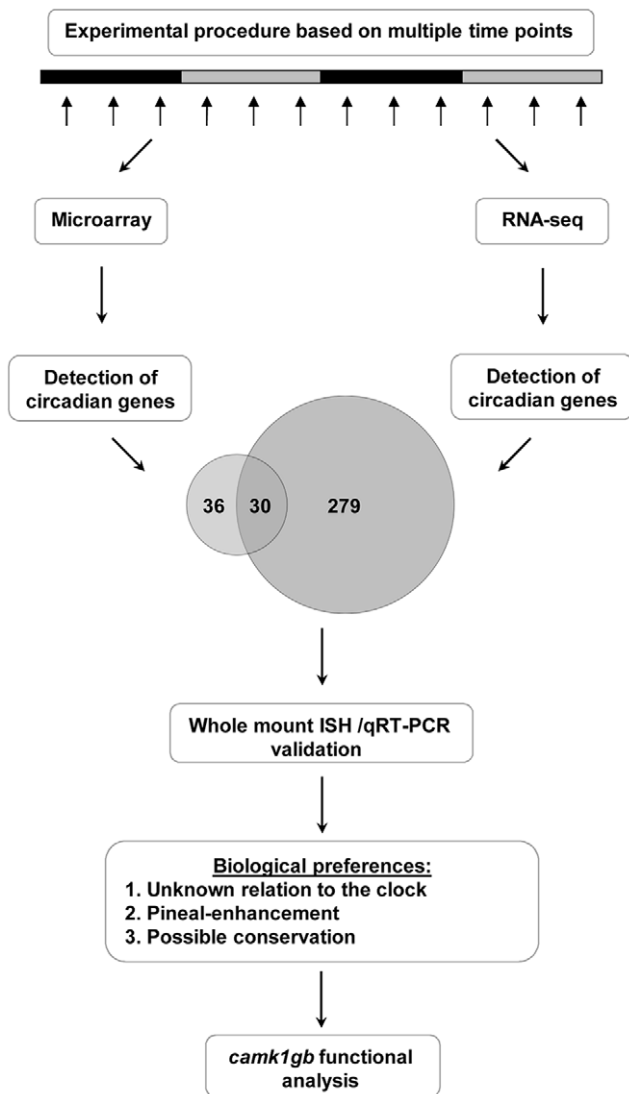 Experimental procedure based on multiple time points
Microarray
RNA-seq
Detection of
circadian genes
Detection of
circadian genes
36
30
279
Whole mount ISH /qRT-PCR
validation
Biological preferences:
1. Unknown relation to the clock
2. Pineal-enhancement
3. Possible conservation
camk1gb functional
analysis